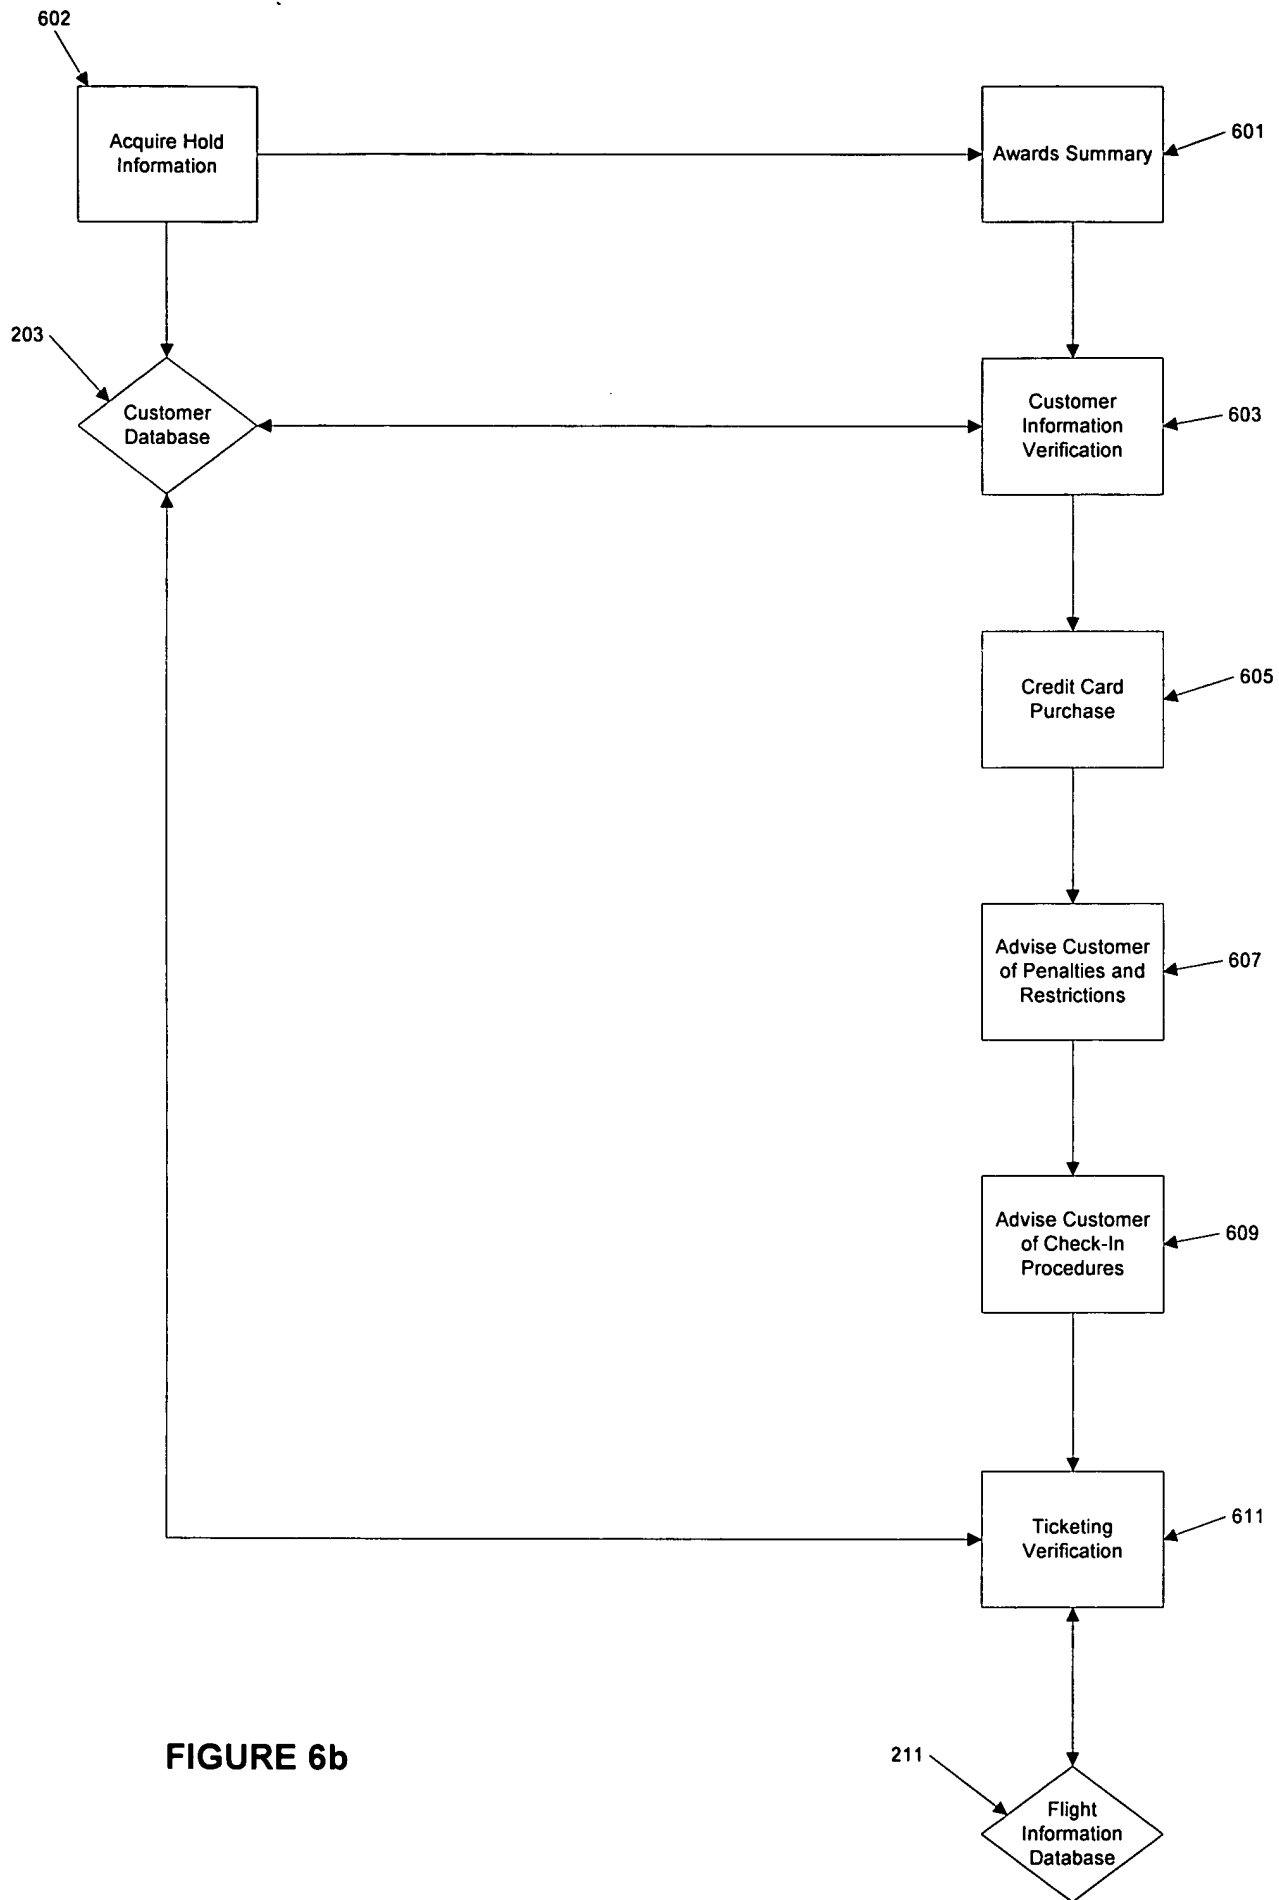 602
Acquire Hold
Information
Awards Summary
601
203
Customer
Database
Customer
Information
Verification
603
Credit Card
Purchase
605
Advise Customer
of Penalties and
Restrictions
607
Advise Customer
of Check-In
Procedures
609
Ticketing
Verification
611
FIGURE 6b
211
Flight
Information
Database